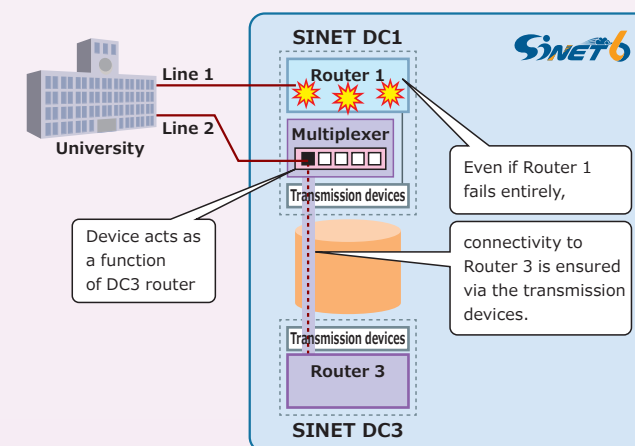 SINET DC1
SINET6
Line 1
Router 1
Line 2
Multiplexer
University
Even if Router 1
fails entirely,
Transmission devices
Device acts as
a function
of DC3 router
connectivity to
Router 3 is ensured
via the transmission
devices.
Transmission devices
Router 3
SINET DC3